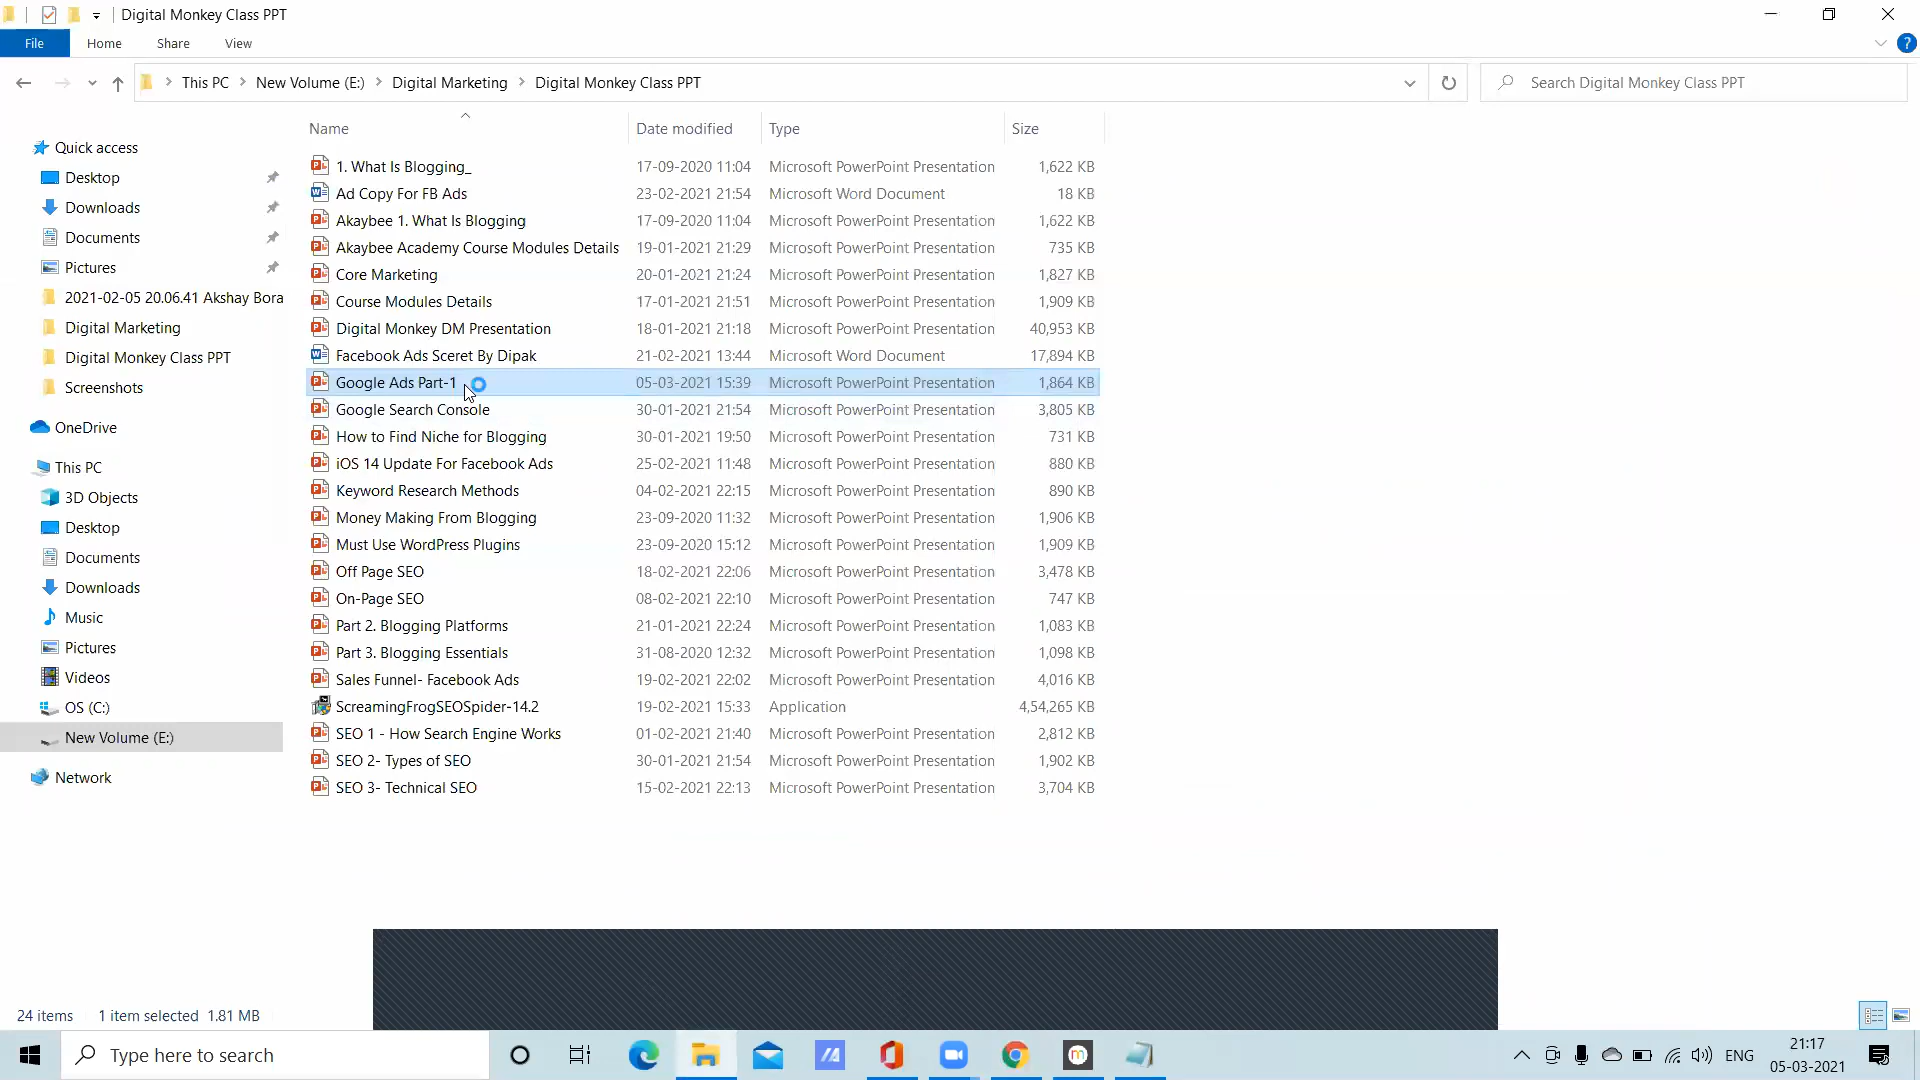 Digital Monkey Class PPT
File Home Share View
This PC New Volume (E:) Digital Marketing Digital Monkey Class PPT
Search Digital Monkey Class PPT
Quick access
Desktop
Downloads
Documents
Pictures
2021-02-05 20.06.41 Akshay Bora
Digital Marketing
Digital Monkey Class PPT
Screenshots
OneDrive
This PC
3D Objects
Desktop
Documents
Downloads
Music
Pictures
Videos
OS (C:)
New Volume (E:)
Network
Name Date modified Type Size
1. What Is Blogging_ 17-09-2020 11:04 Microsoft PowerPoint Presentation 1,622 KB
Ad Copy For FB Ads 23-02-2021 21:54 Microsoft Word Document 18 KB
Akaybee 1. What Is Blogging 17-09-2020 11:04 Microsoft PowerPoint Presentation 1,622 KB
Akaybee Academy Course Modules Details 19-01-2021 21:29 Microsoft PowerPoint Presentation 735 KB
Core Marketing 20-01-2021 21:24 Microsoft PowerPoint Presentation 1,827 KB
Course Modules Details 17-01-2021 21:51 Microsoft PowerPoint Presentation 1,909 KB
Digital Monkey DM Presentation 18-01-2021 21:18 Microsoft PowerPoint Presentation 40,953 KB
Facebook Ads Sceret By Dipak 21-02-2021 13:44 Microsoft Word Document 17,894 KB
Google Ads Part-1 05-03-2021 15:39 Microsoft PowerPoint Presentation 1,864 KB
Google Search Console 30-01-2021 21:54 Microsoft PowerPoint Presentation 3,805 KB
How to Find Niche for Blogging 30-01-2021 19:50 Microsoft PowerPoint Presentation 731 KB
iOS 14 Update For Facebook Ads 25-02-2021 11:48 Microsoft PowerPoint Presentation 880 KB
Keyword Research Methods 04-02-2021 22:15 Microsoft PowerPoint Presentation 890 KB
Money Making From Blogging 23-09-2020 11:32 Microsoft PowerPoint Presentation 1,906 KB
Must Use WordPress Plugins 23-09-2020 15:12 Microsoft PowerPoint Presentation 1,909 KB
Off Page SEO 18-02-2021 22:06 Microsoft PowerPoint Presentation 3,478 KB
On-Page SEO 08-02-2021 22:10 Microsoft PowerPoint Presentation 747 KB
Part 2. Blogging Platforms 21-01-2021 22:24 Microsoft PowerPoint Presentation 1,083 KB
Part 3. Blogging Essentials 31-08-2020 12:32 Microsoft PowerPoint Presentation 1,098 KB
Sales Funnel- Facebook Ads 19-02-2021 22:02 Microsoft PowerPoint Presentation 4,016 KB
ScreamingFrogSEOSpider-14.2 19-02-2021 15:33 Application 4,54,265 KB
SEO 1 - How Search Engine Works 01-02-2021 21:40 Microsoft PowerPoint Presentation 2,812 KB
SEO 2- Types of SEO 30-01-2021 21:54 Microsoft PowerPoint Presentation 1,902 KB
SEO 3- Technical SEO 15-02-2021 22:13 Microsoft PowerPoint Presentation 3,704 KB
24 items 1 item selected 1.81 MB
Type here to search
ENG
21:17
05-03-2021